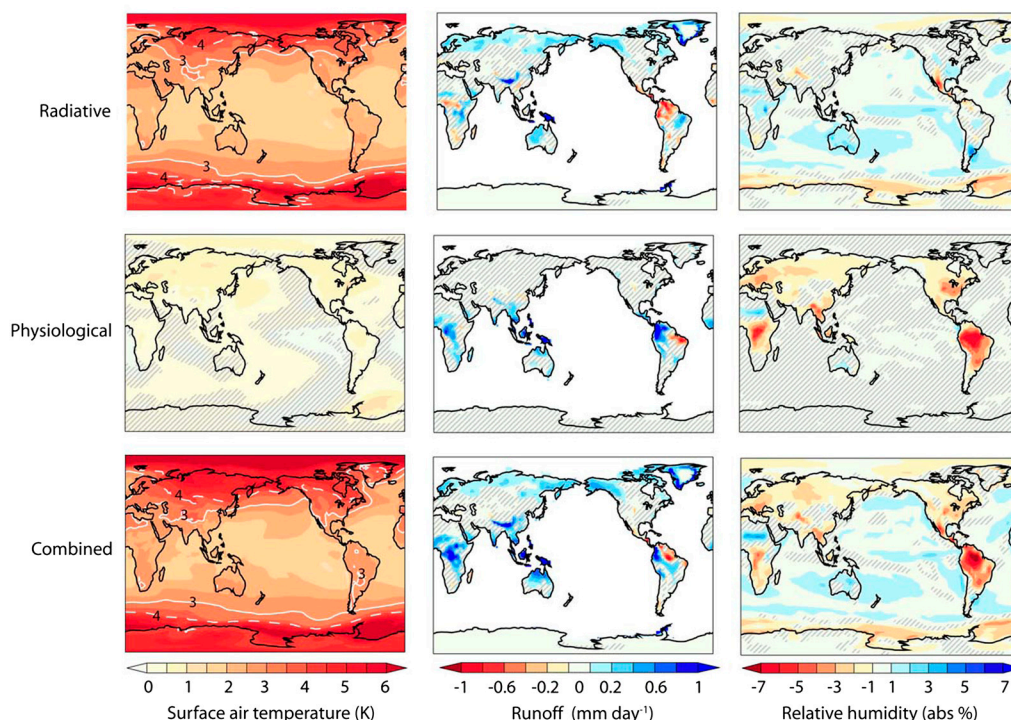 Radiative
4
3
3
4
Physiological
Combined
4
3
3
3
4
0 1 2 3 4 5 6
Surface air temperature (K)
-1 -0.6 -0.2 0 0.2 0.6 1
Runoff (mm day⁻¹)
-7 -5 -3 -1 1 3 5 7
Relative humidity (abs %)